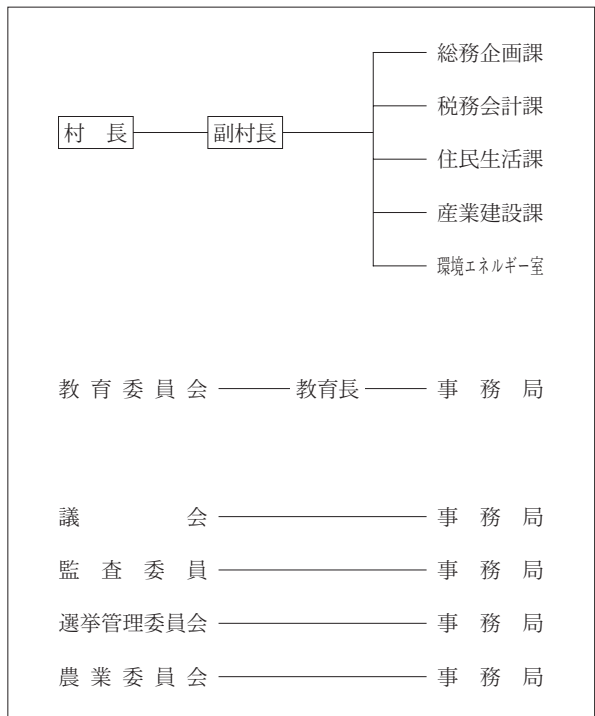 総務企画課
税務会計課
村長 副村長
住民生活課
産業建設課
環境エネルギー室
教育委員会 教育長 事務局
議会 事務局
監査委員 事務局
選挙管理委員会 事務局
農業委員会 事務局